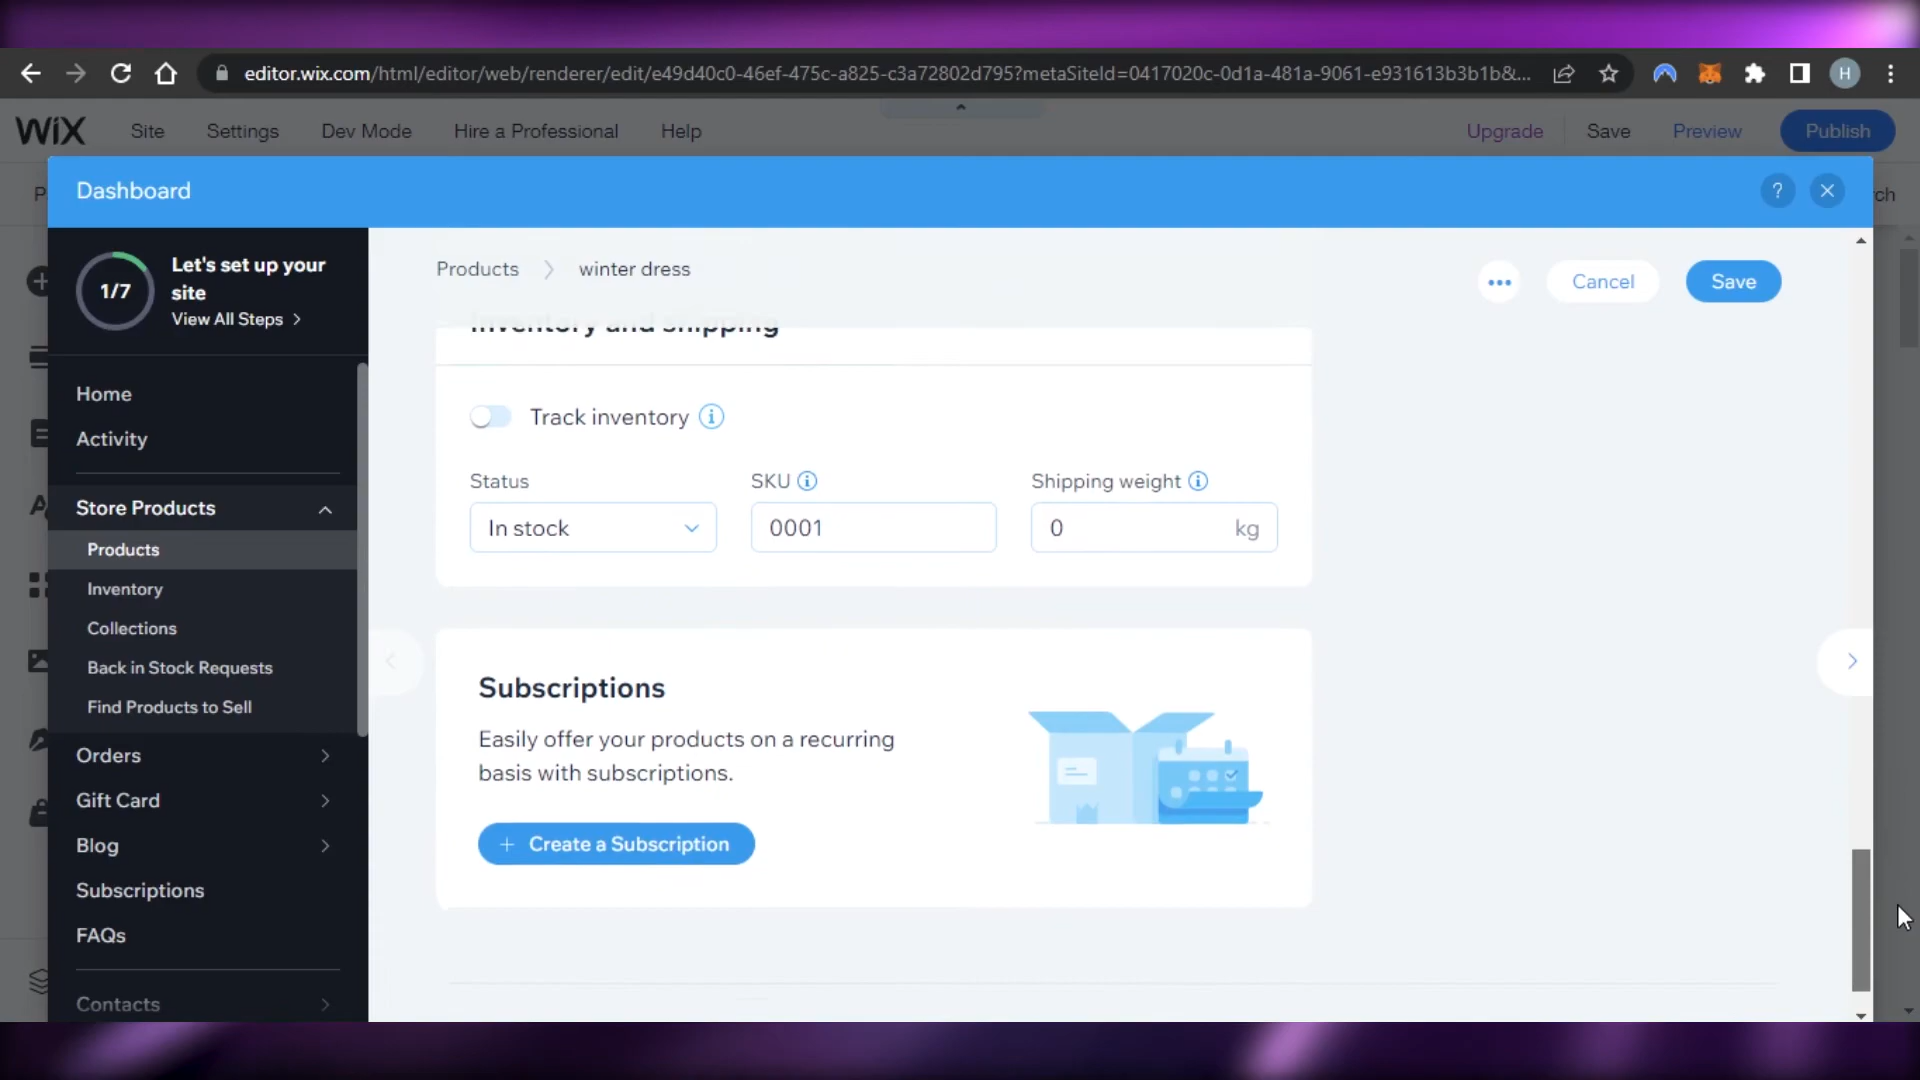 editor.wix.com/html/editor/web/renderer/edit/e49d40c0-46ef-475c-a825-c3a72802d795?metaSiteId=0417020c-0d1a-481a-9061-e931613b3b1b&...
H
WiX
Site
Settings
Dev Mode
Hire a Professional
Help
Upgrade
Save
Preview
Publish
Dashboard
?
1/7
Let's set up your
site
View All Steps
Home
Activity
Store Products
Products
Inventory
Collections
Back in Stock Requests
Find Products to Sell
Orders
Gift Card
Blog
Subscriptions
FAQs
Contacts
Products
winter dress
Cancel
Save
Inventory and shipping
Track inventory
Status
SKU
Shipping weight
In stock
0001
0
kg
Subscriptions
Easily offer your products on a recurring
basis with subscriptions.
+ Create a Subscription